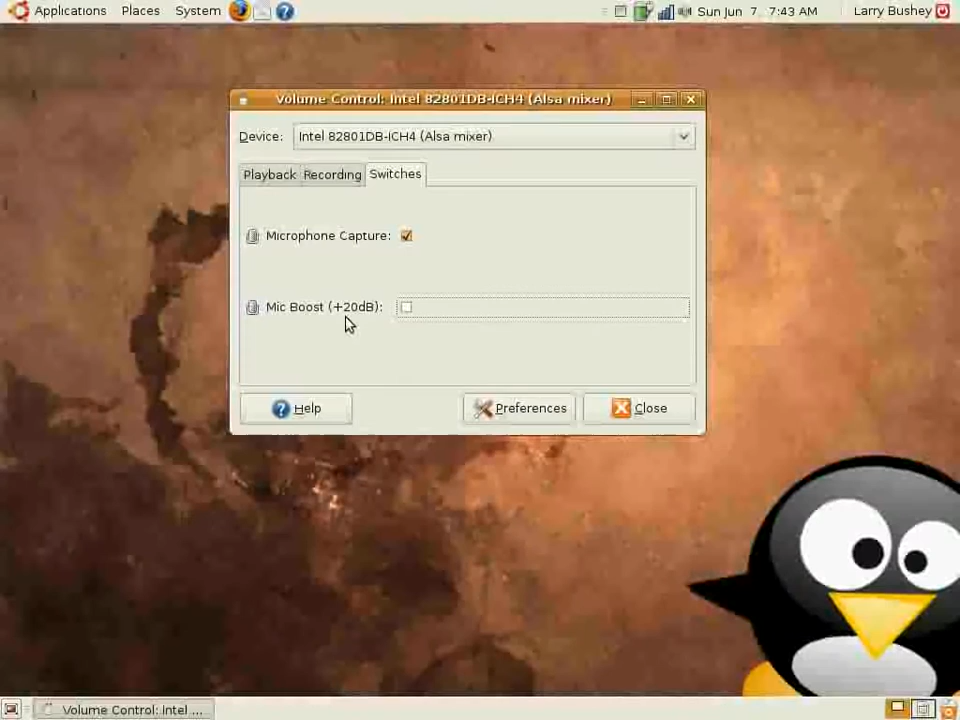 Applications Places System Sun Jun 7, 7:43 AM Larry Bushey
Volume Control: Intel 82801DB-ICH4 (Alsa mixer)
Device: Intel 82801DB-ICH4 (Alsa mixer)
Playback Recording Switches
Microphone Capture:
Mic Boost (+20dB):
Help Preferences Close
Volume Control: Intel ...